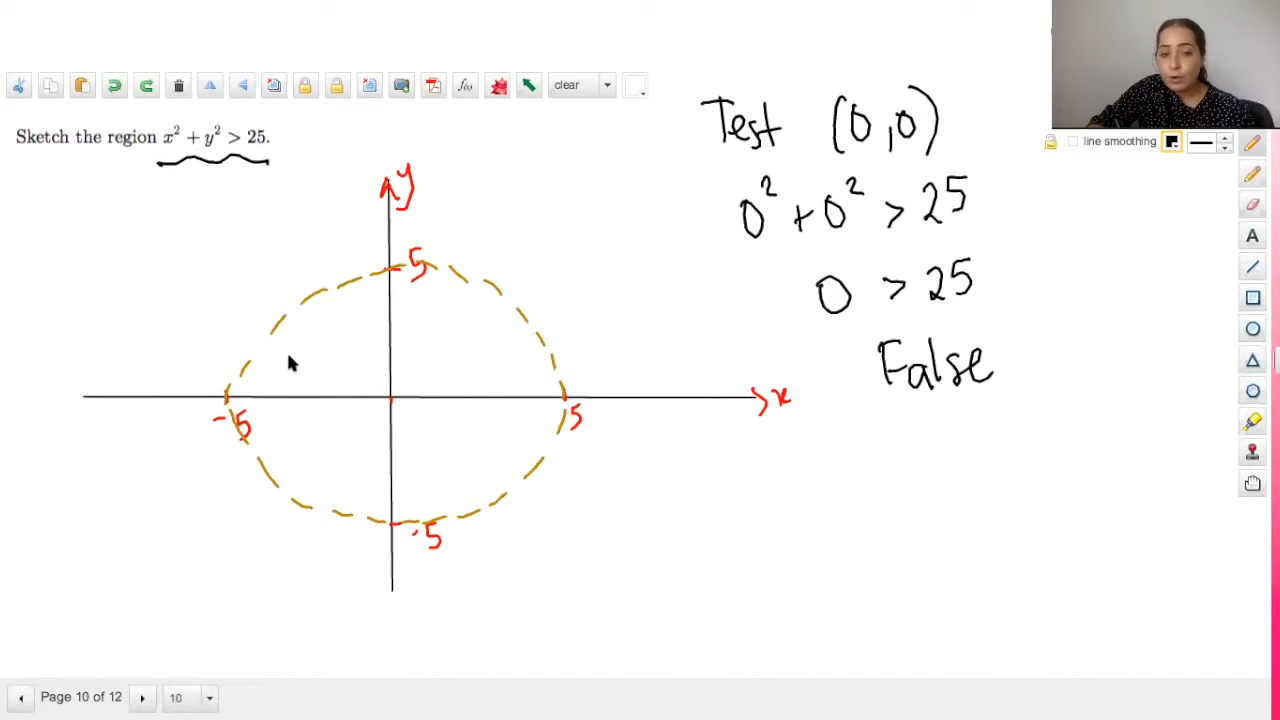 f(x)
clear
Sketch the region x² + y² > 25.
line smoothing
A
Test (0,0)
0² + 0² > 25
0 > 25
False
y
5
-5
5
x
-5
Page 10 of 12
10